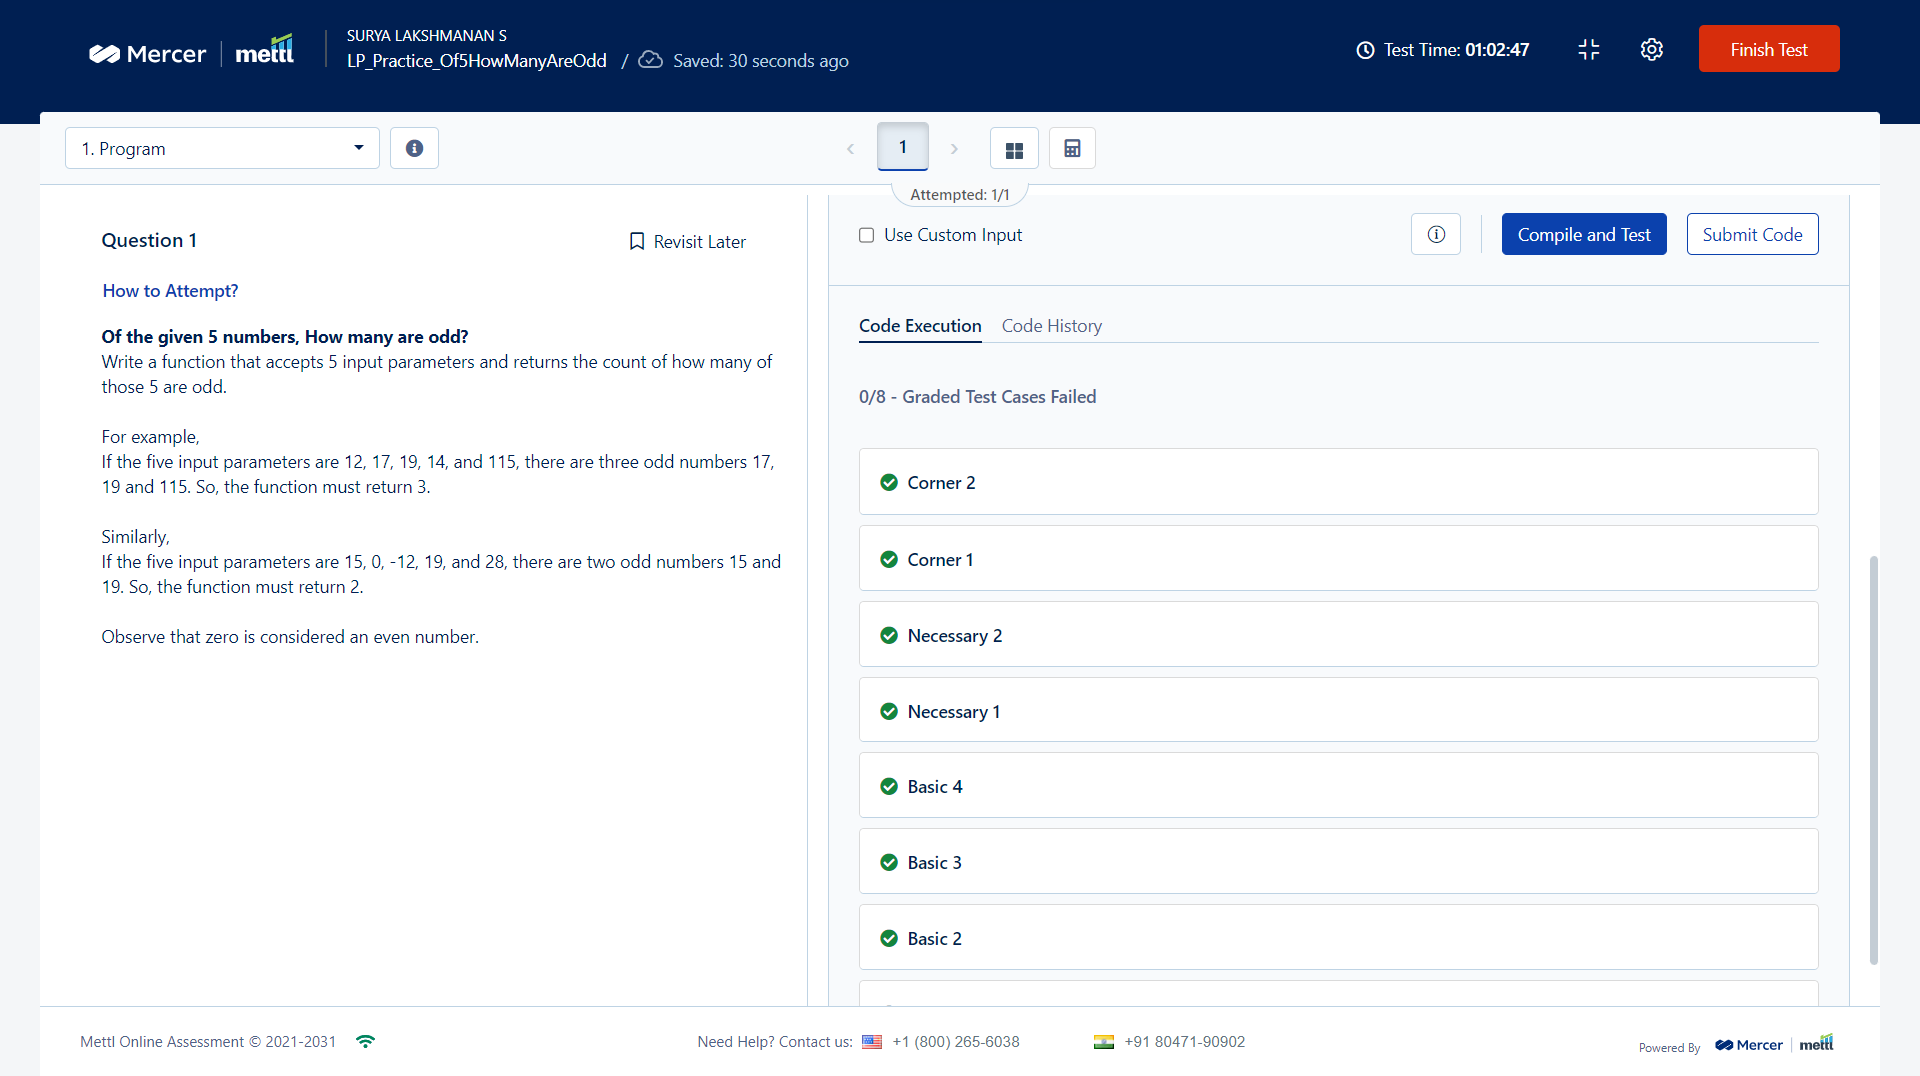 Mercer | mettl
SURYA LAKSHMANAN S
LP_Practice_Of5HowManyAreOdd / Saved: 30 seconds ago
Test Time: 01:02:47
Finish Test
1. Program
1
Attempted: 1/1
Question 1
Revisit Later
How to Attempt?
Of the given 5 numbers, How many are odd?
Write a function that accepts 5 input parameters and returns the count of how many of
those 5 are odd.
For example,
If the five input parameters are 12, 17, 19, 14, and 115, there are three odd numbers 17,
19 and 115. So, the function must return 3.
Similarly,
If the five input parameters are 15, 0, -12, 19, and 28, there are two odd numbers 15 and
19. So, the function must return 2.
Observe that zero is considered an even number.
Use Custom Input
Compile and Test
Submit Code
Code Execution
Code History
0/8 - Graded Test Cases Failed
Corner 2
Corner 1
Necessary 2
Necessary 1
Basic 4
Basic 3
Basic 2
Mettl Online Assessment © 2021-2031
Need Help? Contact us: +1 (800) 265-6038
+91 80471-90902
Powered By
Mercer | mettl